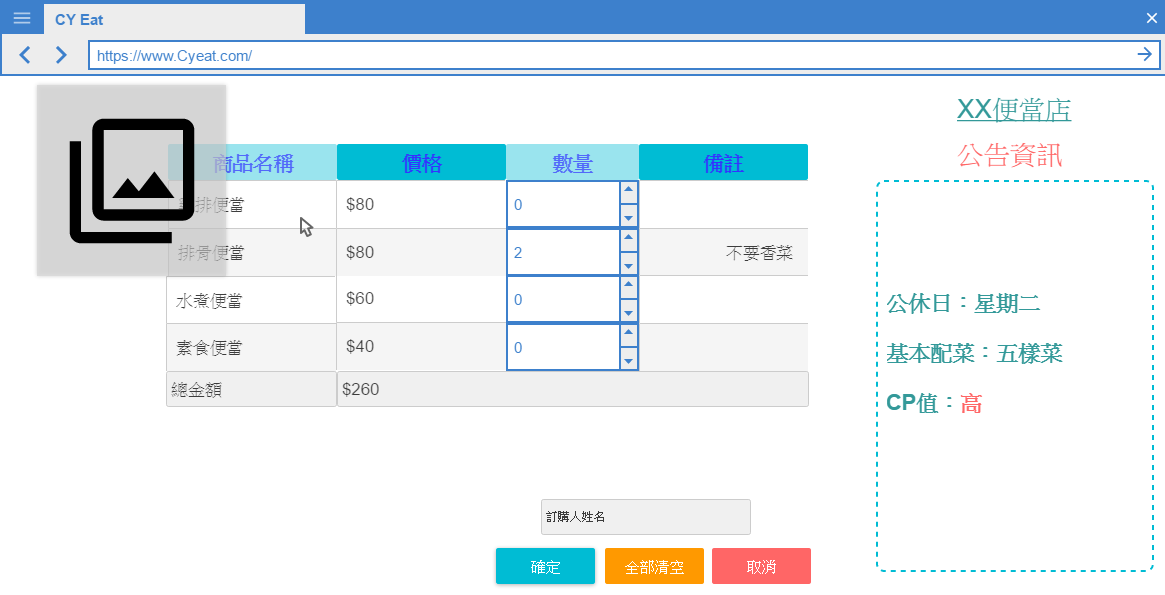 CY Eat
https://www.Cyeat.com/
XX便當店
公告資訊
商品名稱 價格 數量 備註
排便當 $80 0
排骨便當 $80 2 不要香菜
水煮便當 $60 0
素食便當 $40 0
總金額 $260
公休日：星期二
基本配菜：五樣菜
CP值：高
訂購人姓名
確定 全部清空 取消